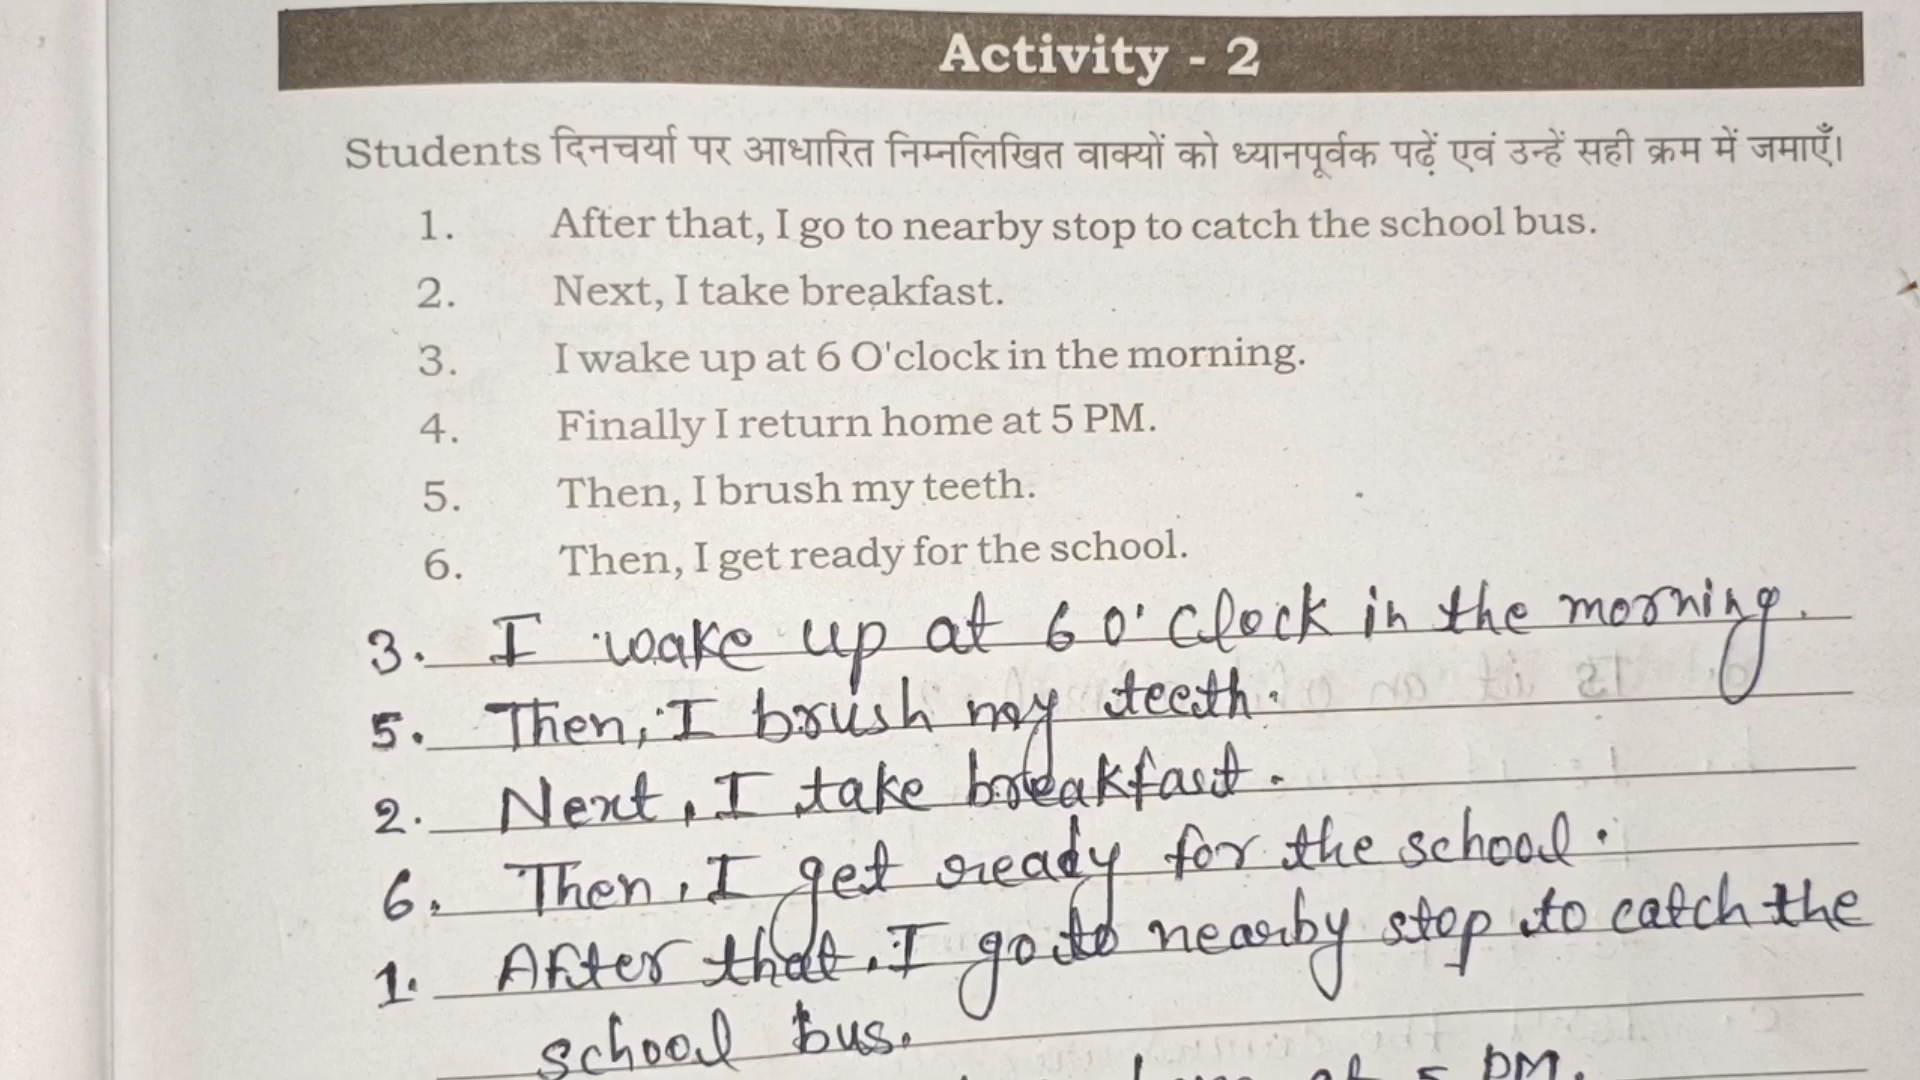 Activity - 2
Students दिनचर्या पर आधारित निम्नलिखित वाक्यों को ध्यानपूर्वक पढ़ें एवं उन्हें सही क्रम में जमाएँ।
1. After that, I go to nearby stop to catch the school bus.
2. Next, I take breakfast.
3. I wake up at 6 O'clock in the morning.
4. Finally I return home at 5 PM.
5. Then, I brush my teeth.
6. Then, I get ready for the school.
3. I wake up at 6 o'clock in the morning.
5. Then, I brush my teeth.
2. Next, I take breakfast.
6. Then, I get ready for the school.
1. After that, I go to nearby stop to catch the
school bus.
at 5 PM.